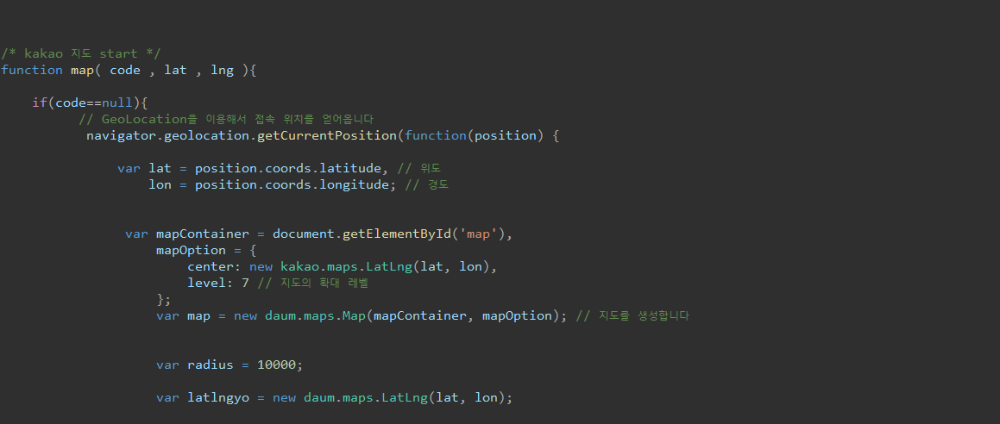 /* kakao 지도 start */
function map( code , lat , lng ){
if(code==null){
// GeoLocation을 이용해서 접속 위치를 얻어옵니다
navigator.geolocation.getCurrentPosition(function(position) {
var lat = position.coords.latitude, // 위도
lon = position.coords.longitude; // 경도
var mapContainer = document.getElementById('map'),
mapOption = {
center: new kakao.maps.LatLng(lat, lon),
level: 7 // 지도의 확대 레벨
};
var map = new daum.maps.Map(mapContainer, mapOption); // 지도를 생성합니다
var radius = 10000;
var latlngyo = new daum.maps.LatLng(lat, lon);